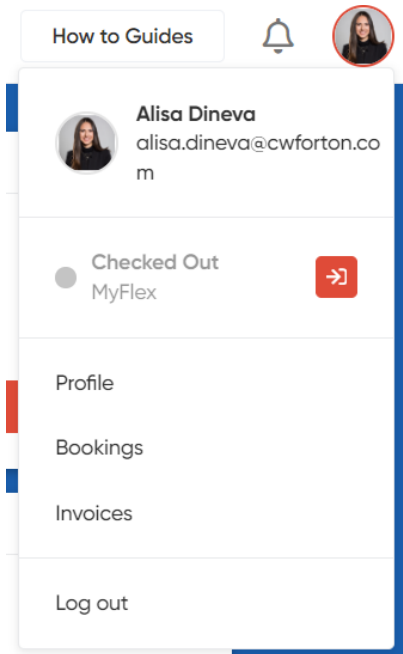 How to Guides
Alisa Dineva
alisa.dineva@cwforton.co
m
Checked Out
MyFlex
Profile
Bookings
Invoices
Log out